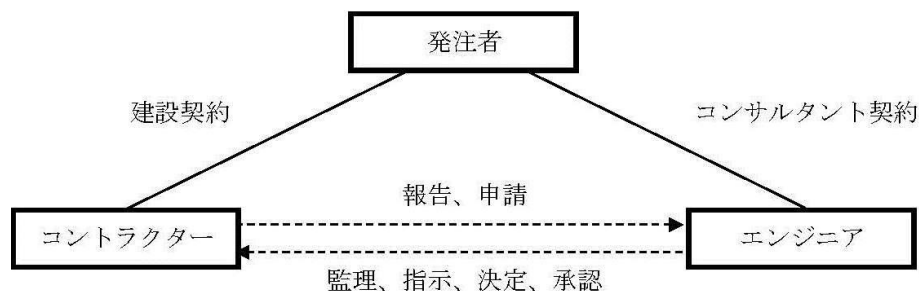 発注者
建設契約
コンサルタント契約
報告、申請
コントラクター
エンジニア
監理、指示、決定、承認